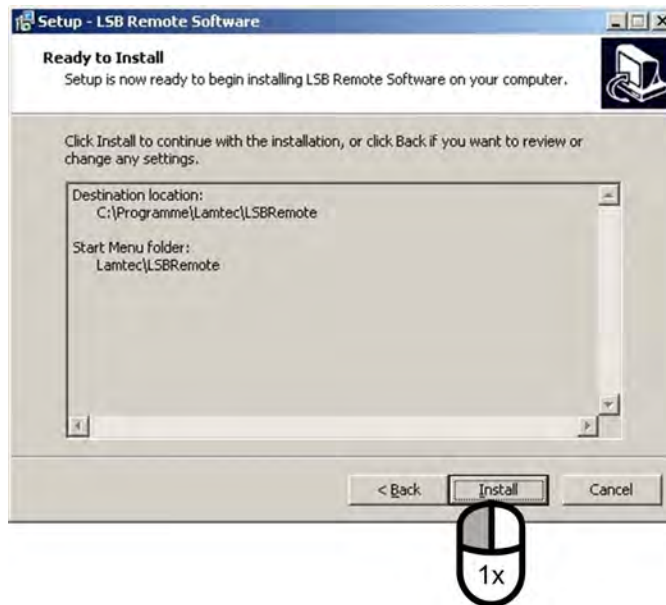 Setup - LSB Remote Software
Ready to Install
Setup is now ready to begin installing LSB Remote Software on your computer.
Click Install to continue with the installation, or click Back if you want to review or
change any settings.
Destination location:
C:\Programme\Lamtec\LSBRemote
Start Menu folder:
Lamtec\LSBRemote
< Back
Install
Cancel
1x